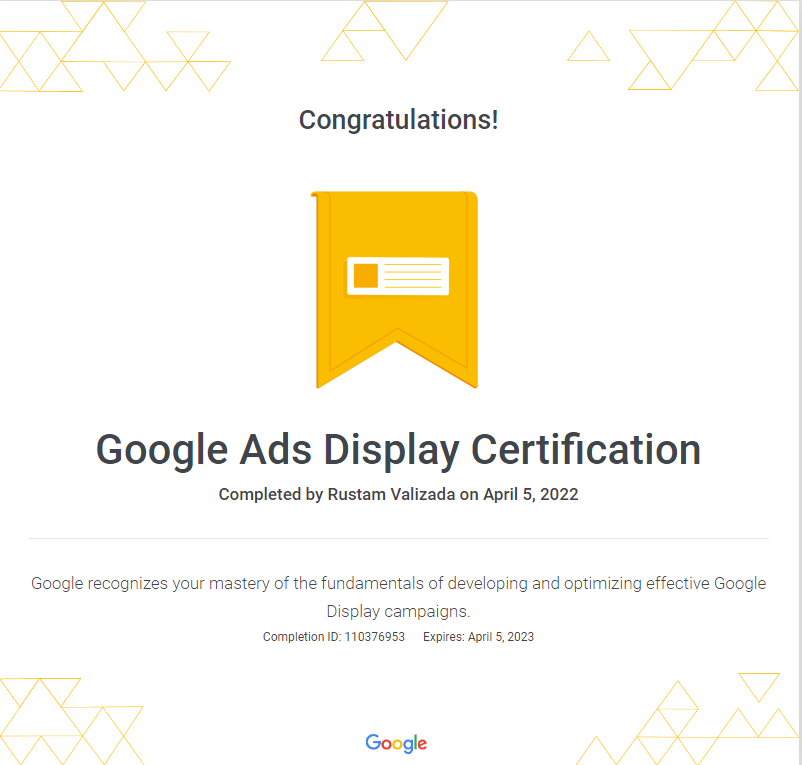 Congratulations!
Google Ads Display Certification
Completed by Rustam Valizada on April 5, 2022
Google recognizes your mastery of the fundamentals of developing and optimizing effective Google
Display campaigns.
Completion ID: 110376953 Expires: April 5, 2023
Google